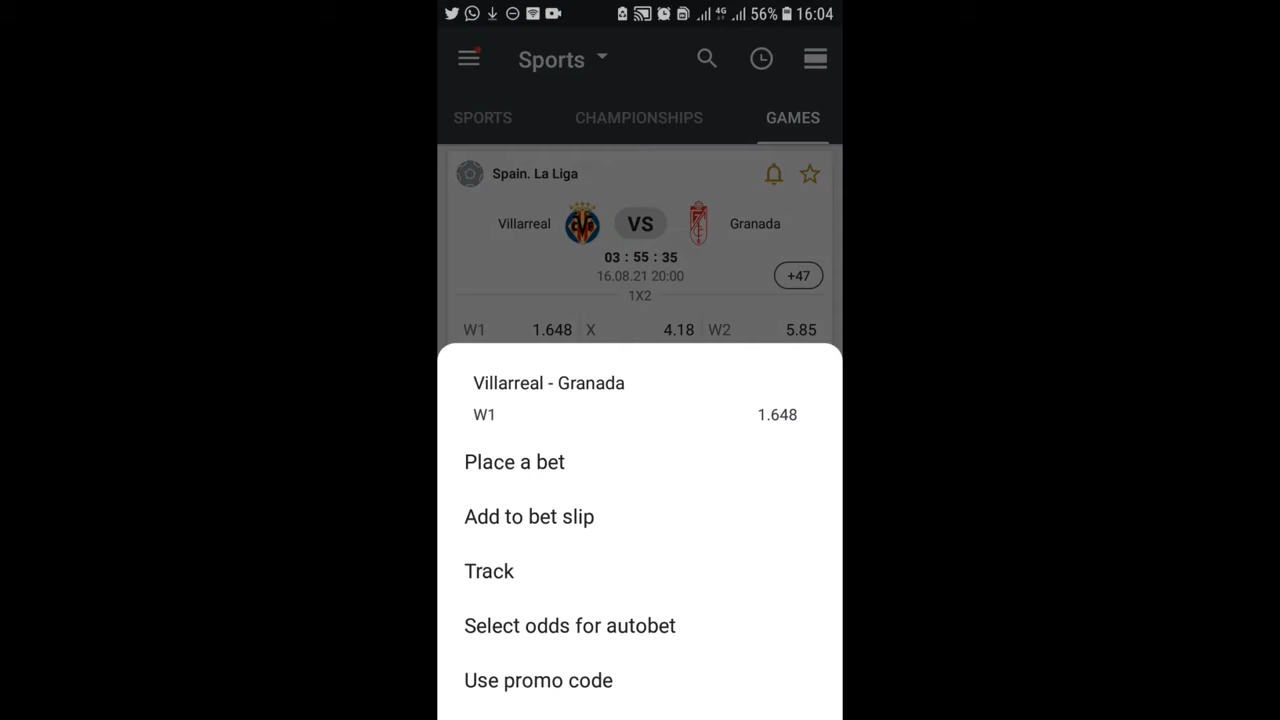 4G 56% 16:04
Sports
SPORTS CHAMPIONSHIPS GAMES
Spain. La Liga
Villarreal VS Granada
03 : 55 : 35
16.08.21 20:00
+47
1X2
W1 1.648 X 4.18 W2 5.85
Villarreal - Granada
W1 1.648
Place a bet
Add to bet slip
Track
Select odds for autobet
Use promo code